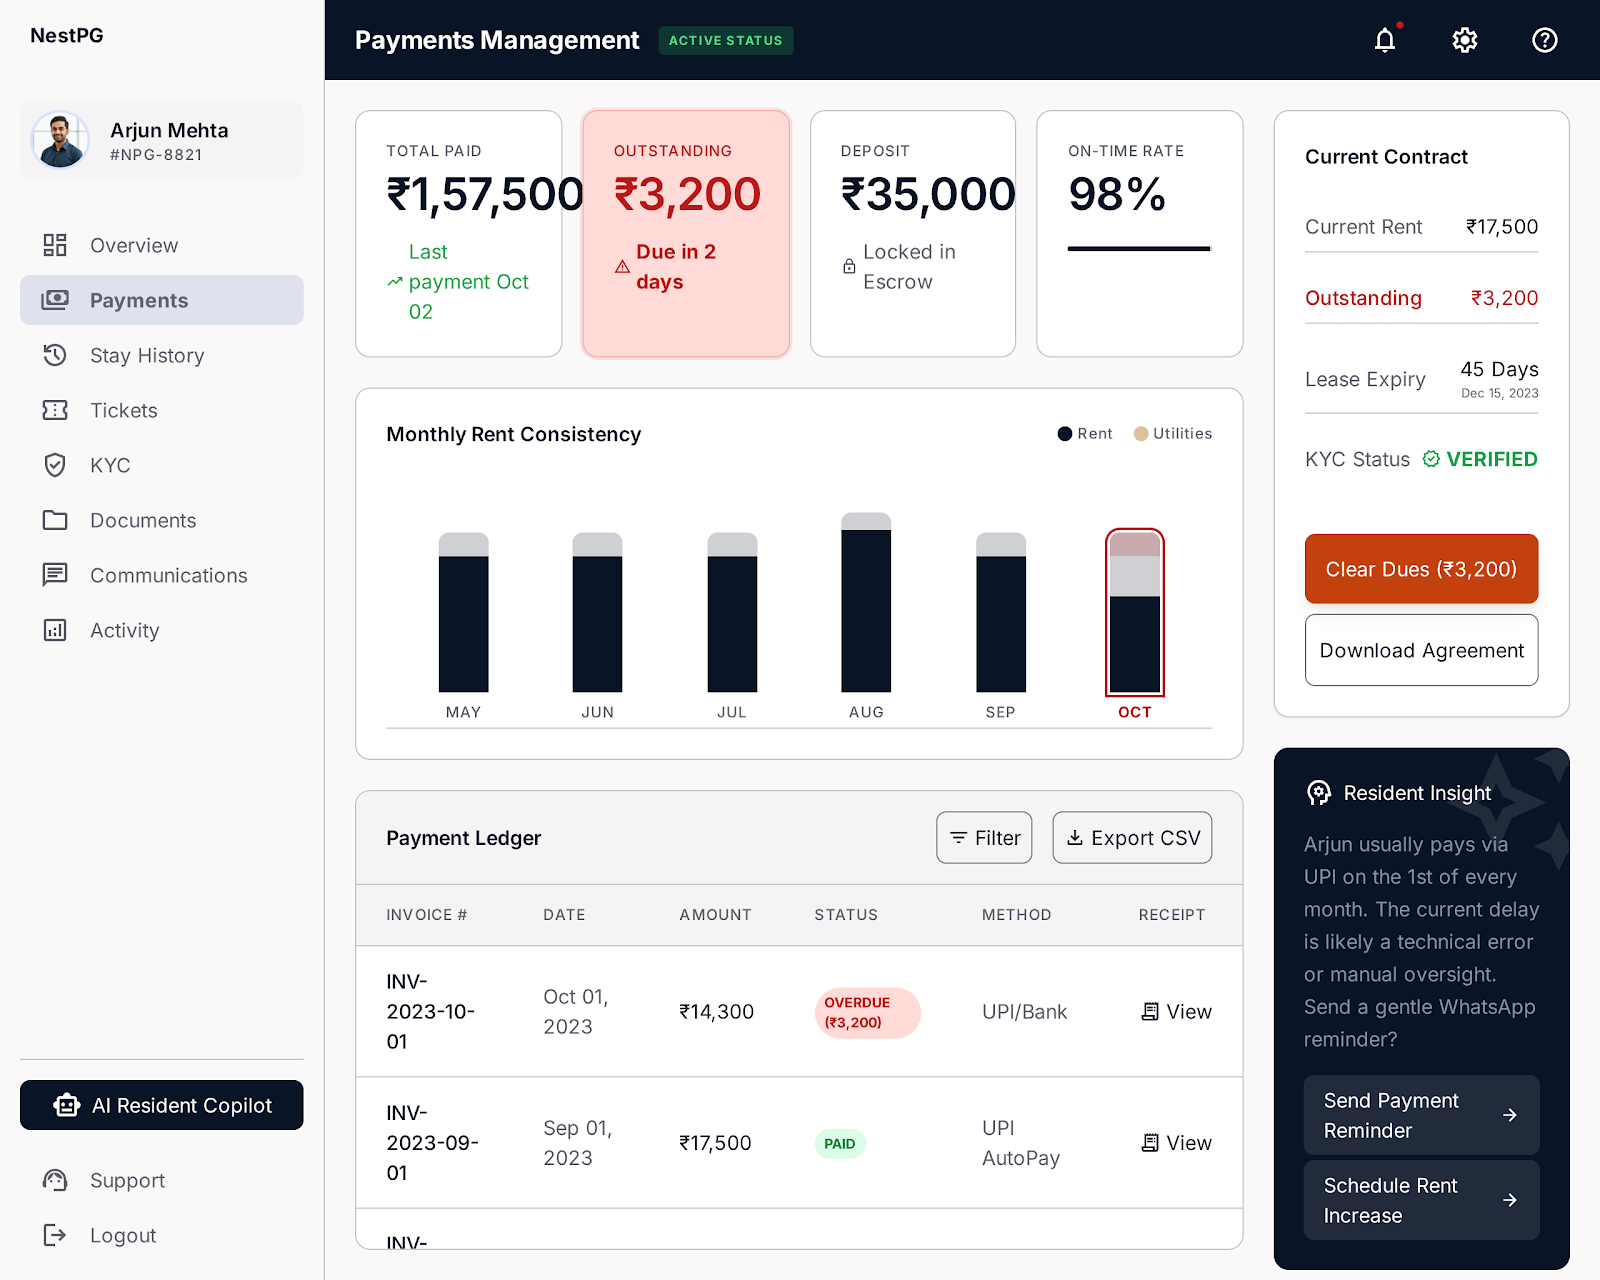 NestPG
Arjun Mehta
#NPG-8821
Overview
Payments
Stay History
Tickets
KYC
Documents
Communications
Activity
AI Resident Copilot
Support
Logout
Payments Management
ACTIVE STATUS
TOTAL PAID
₹1,57,500
Last
payment Oct
02
OUTSTANDING
₹3,200
Due in 2
days
DEPOSIT
₹35,000
Locked in
Escrow
ON-TIME RATE
98%
Monthly Rent Consistency
Rent
Utilities
MAY
JUN
JUL
AUG
SEP
OCT
Payment Ledger
Filter
Export CSV
INVOICE #
DATE
AMOUNT
STATUS
METHOD
RECEIPT
INV-
2023-10-
01
Oct 01,
2023
₹14,300
OVERDUE
(₹3,200)
UPI/Bank
View
INV-
2023-09-
01
Sep 01,
2023
₹17,500
PAID
UPI
AutoPay
View
INV-
Current Contract
Current Rent
₹17,500
Outstanding
₹3,200
Lease Expiry
45 Days
Dec 15, 2023
KYC Status
VERIFIED
Clear Dues (₹3,200)
Download Agreement
Resident Insight
Arjun usually pays via
UPI on the 1st of every
month. The current delay
is likely a technical error
or manual oversight.
Send a gentle WhatsApp
reminder?
Send Payment
Reminder
Schedule Rent
Increase